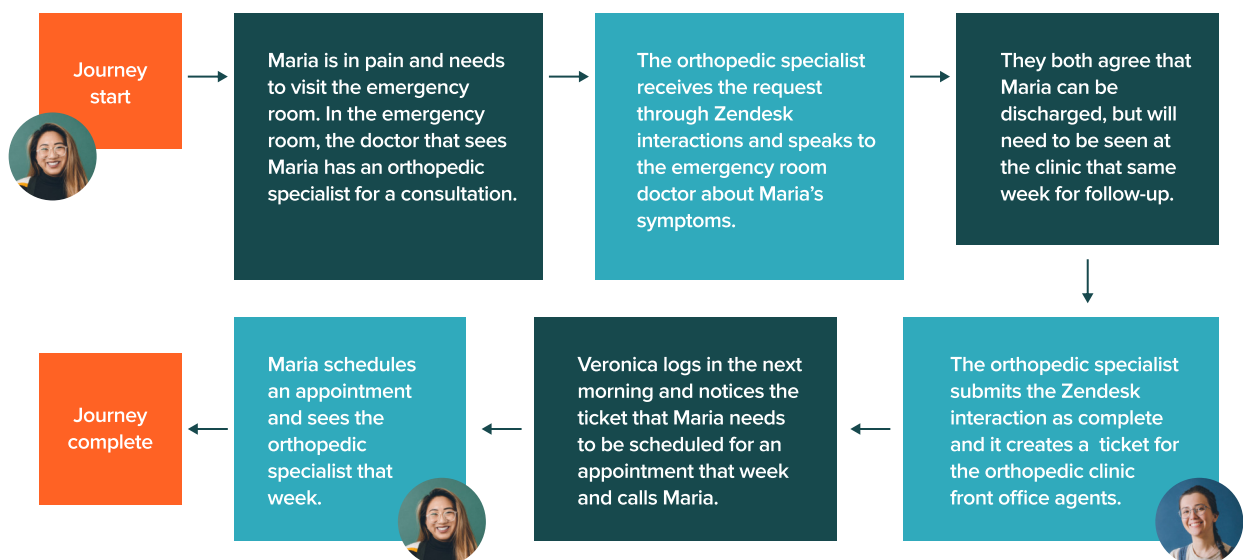 Journey
start
Maria is in pain and needs
to visit the emergency
room. In the emergency
room, the doctor that sees
Maria has an orthopedic
specialist for a consultation.
The orthopedic specialist
receives the request
through Zendesk
interactions and speaks to
the emergency room
doctor about Maria’s
symptoms.
They both agree that
Maria can be
discharged, but will
need to be seen at
the clinic that same
week for follow-up.
The orthopedic specialist
submits the Zendesk
interaction as complete
and it creates a  ticket for
the orthopedic clinic
front office agents.
Veronica logs in the next
morning and notices the
ticket that Maria needs
to be scheduled for an
appointment that week
and calls Maria.
Maria schedules
an appointment
and sees the
orthopedic
specialist that
week.
Journey
complete